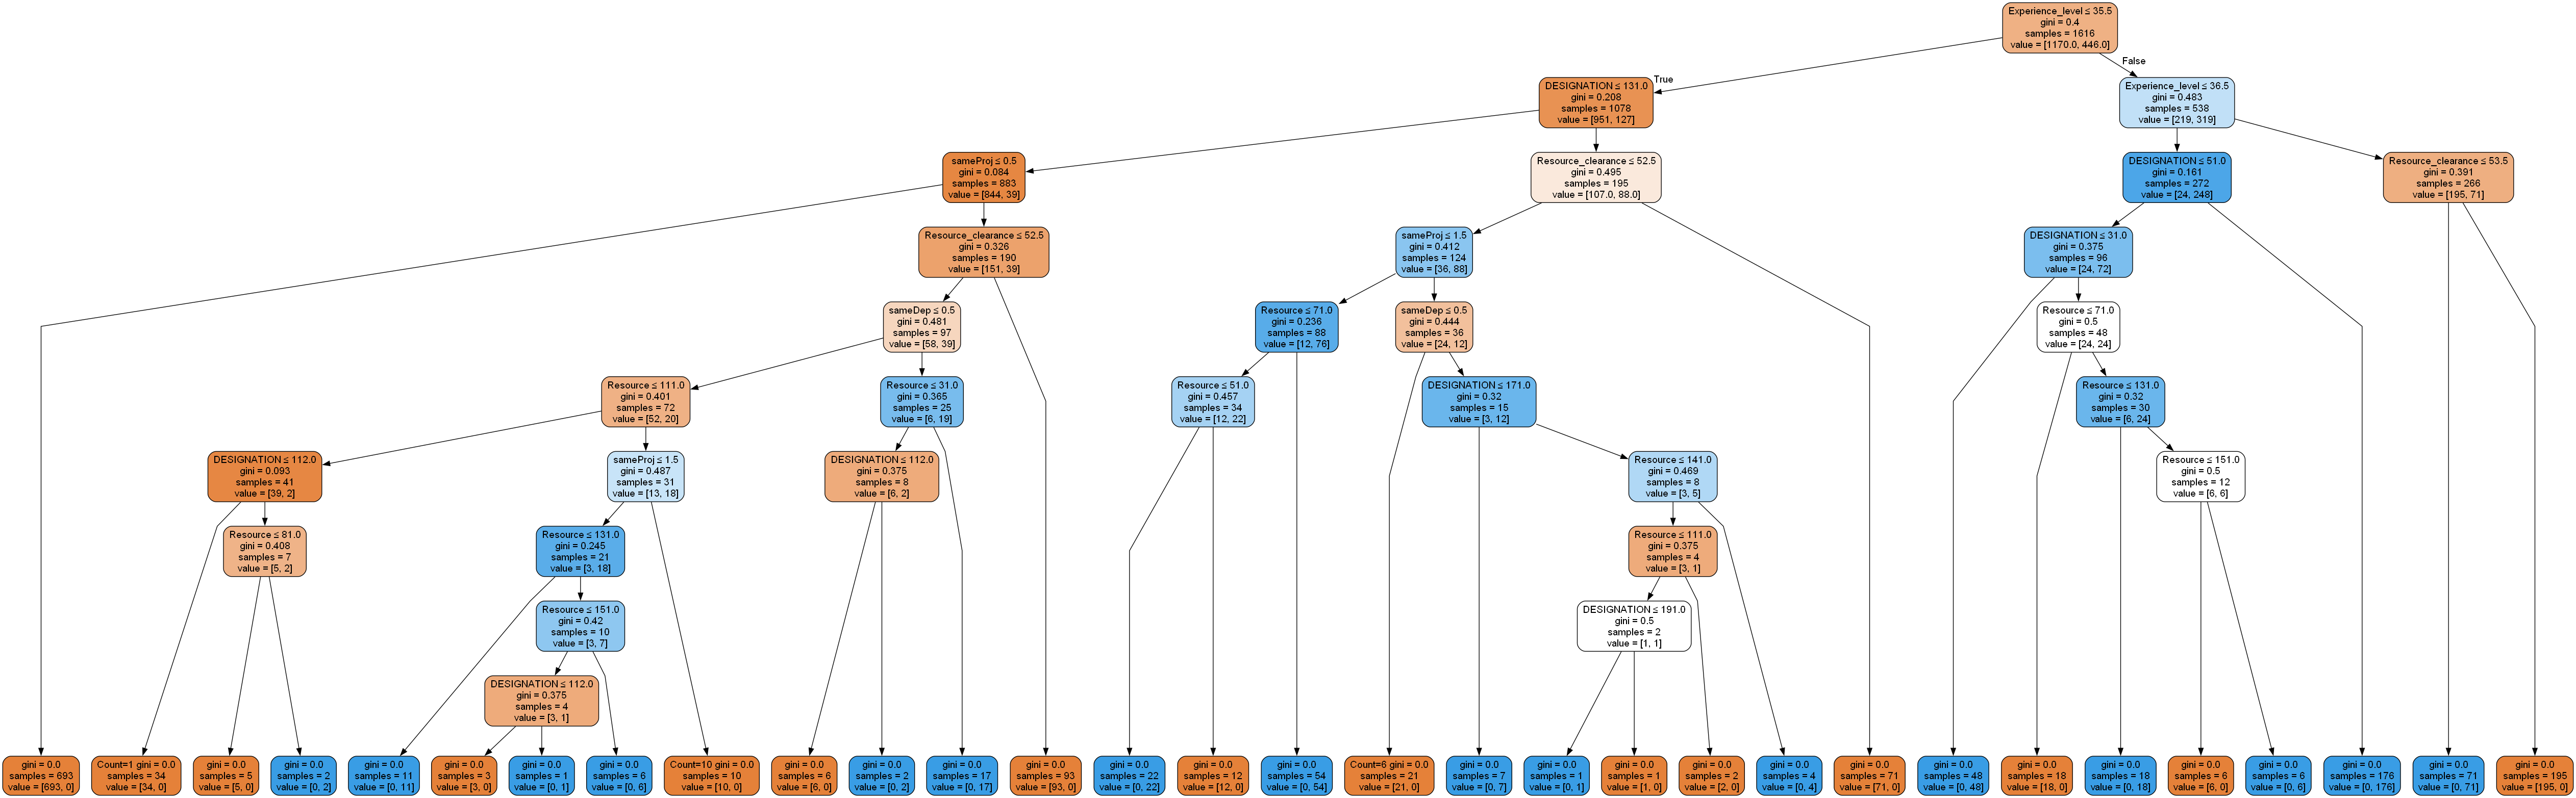 Experience_level ≤ 35.5
gini = 0.4
samples = 1616
value = [1170.0, 446.0]
True
False
DESIGNATION ≤ 131.0
gini = 0.208
samples = 1078
value = [951, 127]
Experience_level ≤ 36.5
gini = 0.483
samples = 538
value = [219, 319]
sameProj ≤ 0.5
gini = 0.084
samples = 883
value = [844, 39]
Resource_clearance ≤ 52.5
gini = 0.495
samples = 195
value = [107.0, 88.0]
DESIGNATION ≤ 51.0
gini = 0.161
samples = 272
value = [24, 248]
Resource_clearance ≤ 53.5
gini = 0.391
samples = 266
value = [195, 71]
Resource_clearance ≤ 52.5
gini = 0.326
samples = 190
value = [151, 39]
sameProj ≤ 1.5
gini = 0.412
samples = 124
value = [36, 88]
DESIGNATION ≤ 31.0
gini = 0.375
samples = 96
value = [24, 72]
sameDep ≤ 0.5
gini = 0.481
samples = 97
value = [58, 39]
Resource ≤ 71.0
gini = 0.236
samples = 88
value = [12, 76]
sameDep ≤ 0.5
gini = 0.444
samples = 36
value = [24, 12]
Resource ≤ 71.0
gini = 0.5
samples = 48
value = [24, 24]
Resource ≤ 111.0
gini = 0.401
samples = 72
value = [52, 20]
Resource ≤ 31.0
gini = 0.365
samples = 25
value = [6, 19]
Resource ≤ 51.0
gini = 0.457
samples = 34
value = [12, 22]
DESIGNATION ≤ 171.0
gini = 0.32
samples = 15
value = [3, 12]
Resource ≤ 131.0
gini = 0.32
samples = 30
value = [6, 24]
DESIGNATION ≤ 112.0
gini = 0.093
samples = 41
value = [39, 2]
sameProj ≤ 1.5
gini = 0.487
samples = 31
value = [13, 18]
DESIGNATION ≤ 112.0
gini = 0.375
samples = 8
value = [6, 2]
Resource ≤ 141.0
gini = 0.469
samples = 8
value = [3, 5]
Resource ≤ 151.0
gini = 0.5
samples = 12
value = [6, 6]
Resource ≤ 81.0
gini = 0.408
samples = 7
value = [5, 2]
Resource ≤ 131.0
gini = 0.245
samples = 21
value = [3, 18]
Resource ≤ 111.0
gini = 0.375
samples = 4
value = [3, 1]
Resource ≤ 151.0
gini = 0.42
samples = 10
value = [3, 7]
DESIGNATION ≤ 191.0
gini = 0.5
samples = 2
value = [1, 1]
DESIGNATION ≤ 112.0
gini = 0.375
samples = 4
value = [3, 1]
gini = 0.0
samples = 693
value = [693, 0]
Count=1 gini = 0.0
samples = 34
value = [34, 0]
gini = 0.0
samples = 5
value = [5, 0]
gini = 0.0
samples = 2
value = [0, 2]
gini = 0.0
samples = 11
value = [0, 11]
gini = 0.0
samples = 3
value = [3, 0]
gini = 0.0
samples = 1
value = [0, 1]
gini = 0.0
samples = 6
value = [0, 6]
Count=10 gini = 0.0
samples = 10
value = [10, 0]
gini = 0.0
samples = 6
value = [6, 0]
gini = 0.0
samples = 2
value = [0, 2]
gini = 0.0
samples = 17
value = [0, 17]
gini = 0.0
samples = 93
value = [93, 0]
gini = 0.0
samples = 22
value = [0, 22]
gini = 0.0
samples = 12
value = [12, 0]
gini = 0.0
samples = 54
value = [0, 54]
Count=6 gini = 0.0
samples = 21
value = [21, 0]
gini = 0.0
samples = 7
value = [0, 7]
gini = 0.0
samples = 1
value = [0, 1]
gini = 0.0
samples = 1
value = [1, 0]
gini = 0.0
samples = 2
value = [2, 0]
gini = 0.0
samples = 4
value = [0, 4]
gini = 0.0
samples = 71
value = [71, 0]
gini = 0.0
samples = 48
value = [0, 48]
gini = 0.0
samples = 18
value = [18, 0]
gini = 0.0
samples = 18
value = [0, 18]
gini = 0.0
samples = 6
value = [6, 0]
gini = 0.0
samples = 6
value = [0, 6]
gini = 0.0
samples = 176
value = [0, 176]
gini = 0.0
samples = 71
value = [0, 71]
gini = 0.0
samples = 195
value = [195, 0]